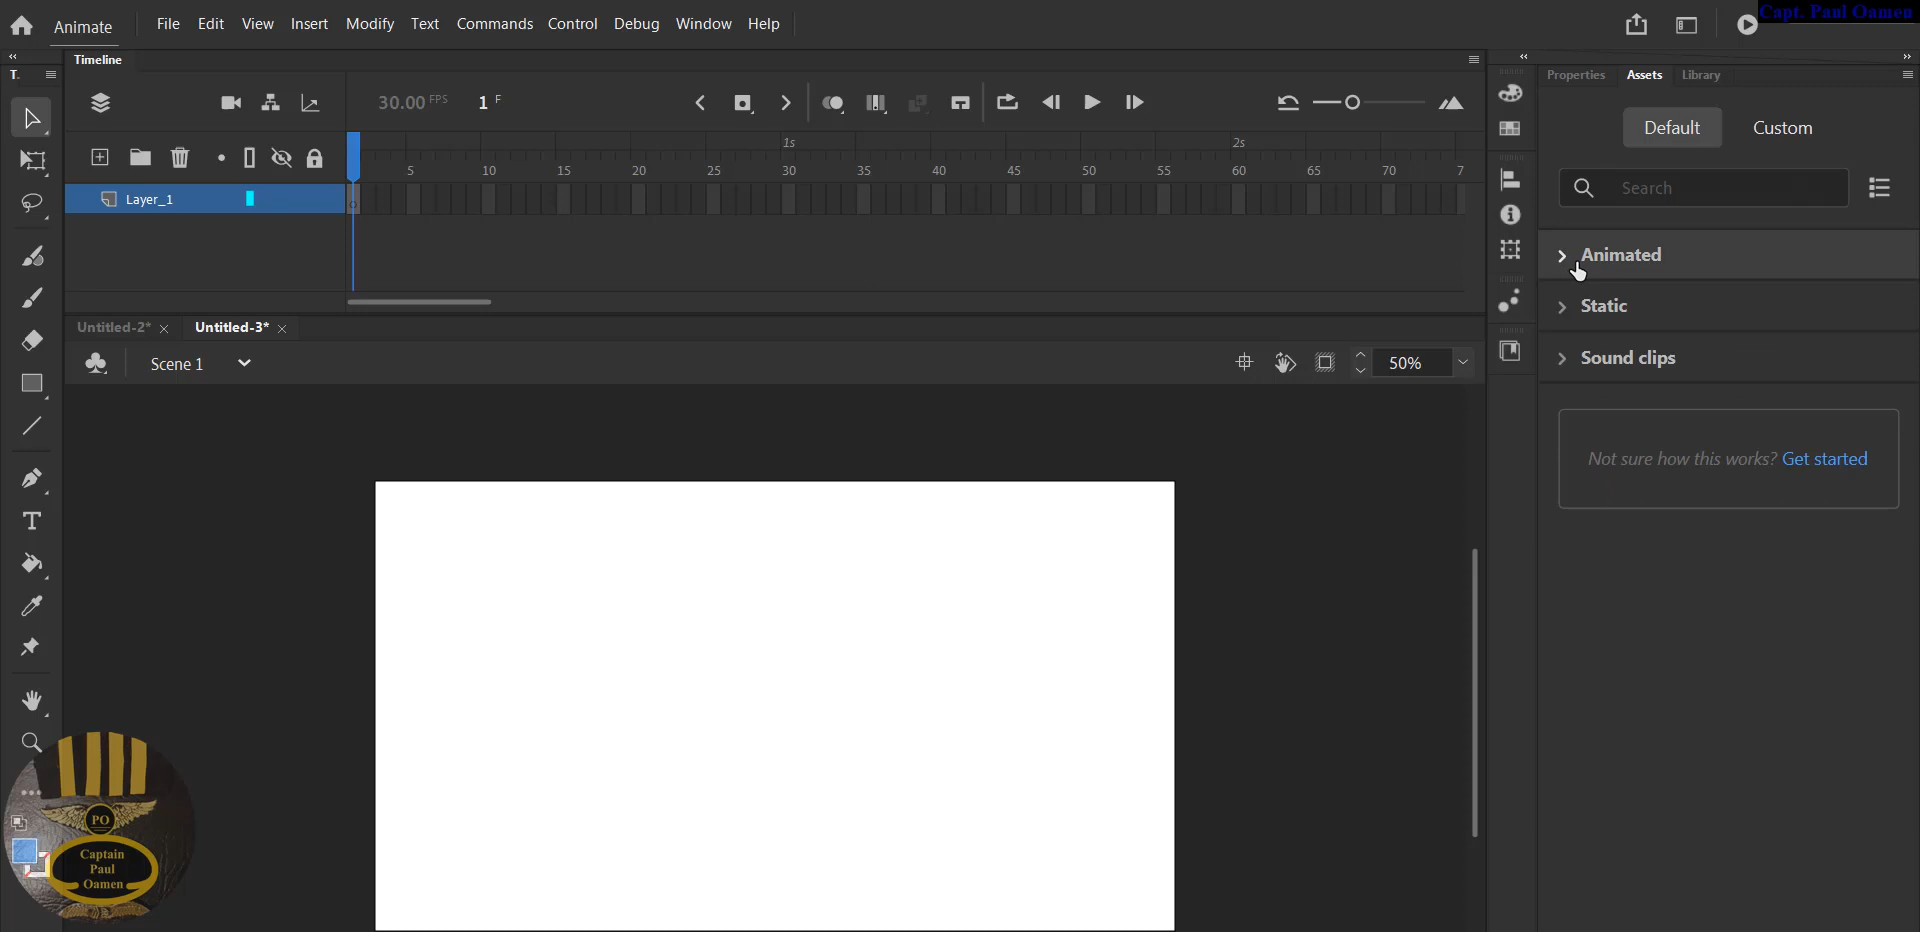 Animate File Edit View Insert Modify Text Commands Control Debug Window Help
Capt. Paul Oamen
T. Timeline
Properties Assets Library
30.00 FPS 1 F
Default Custom
1s 2s
5 10 15 20 25 30 35 40 45 50 55 60 65 70 7
Search
Layer_1
Animated
Static
Sound clips
Untitled-2* Untitled-3*
Scene 1 50%
Not sure how this works? Get started
PO
Captain
Paul
Oamen